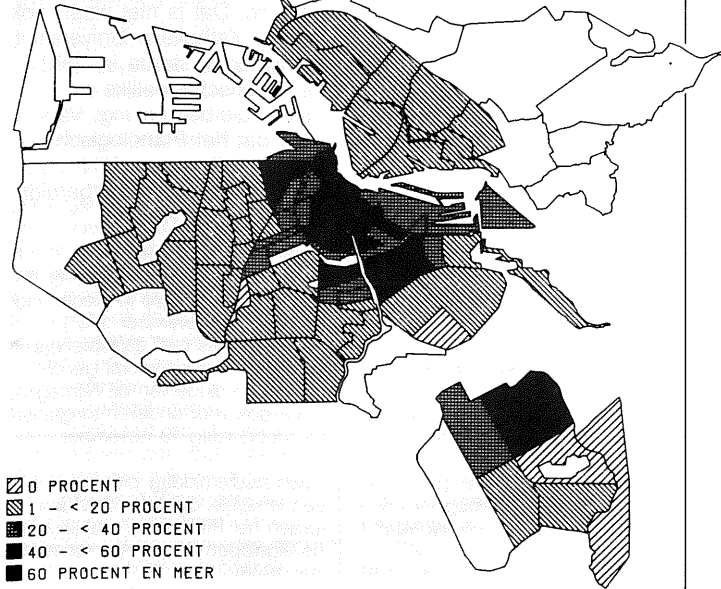 0 PROCENT
1 - < 20 PROCENT
20 - < 40 PROCENT
40 - < 60 PROCENT
60 PROCENT EN MEER